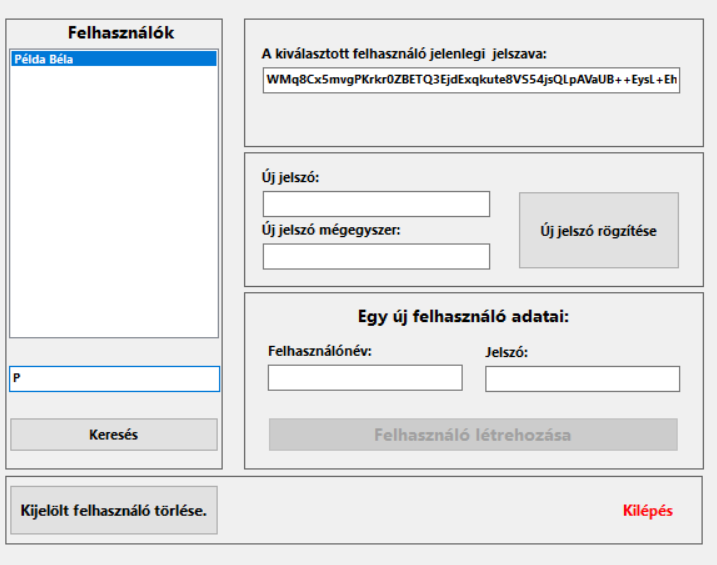 Felhasználók
Példa Béla
P
Keresés
A kiválasztott felhasználó jelenlegi jelszava:
WMq8Cx5mvgPKrkr0ZBETQ3EjdExqkute8VS54jsQLpAVaUB++EysL+Eh
Új jelszó:
Új jelszó mégegyszer:
Új jelszó rögzítése
Egy új felhasználó adatai:
Felhasználónév:
Jelszó:
Felhasználó létrehozása
Kijelölt felhasználó törlése.
Kilépés